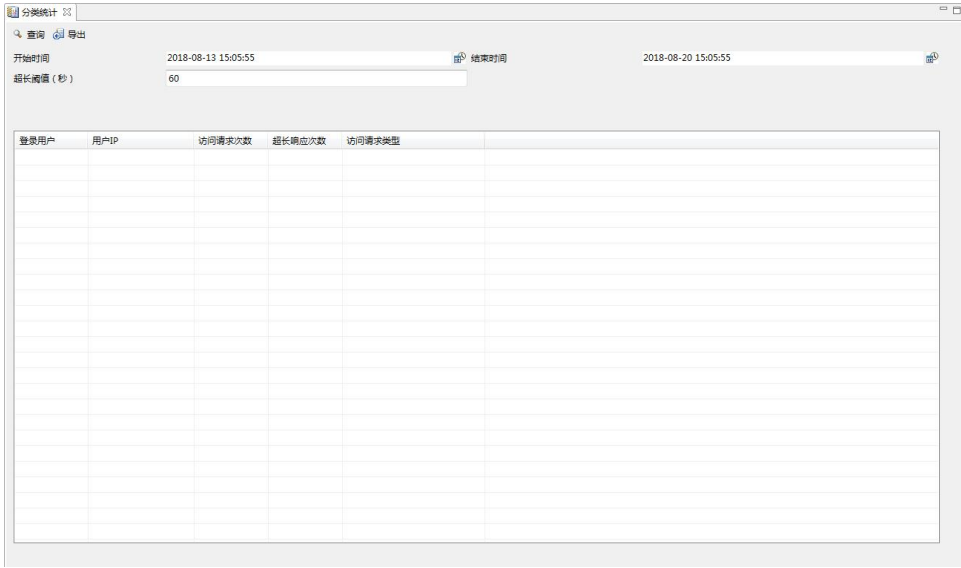 分类统计
查询 导出
开始时间 2018-08-13 15:05:55 结束时间 2018-08-20 15:05:55
超长阈值（秒） 60
登录用户 用户IP 访问请求次数 超长响应次数 访问请求类型